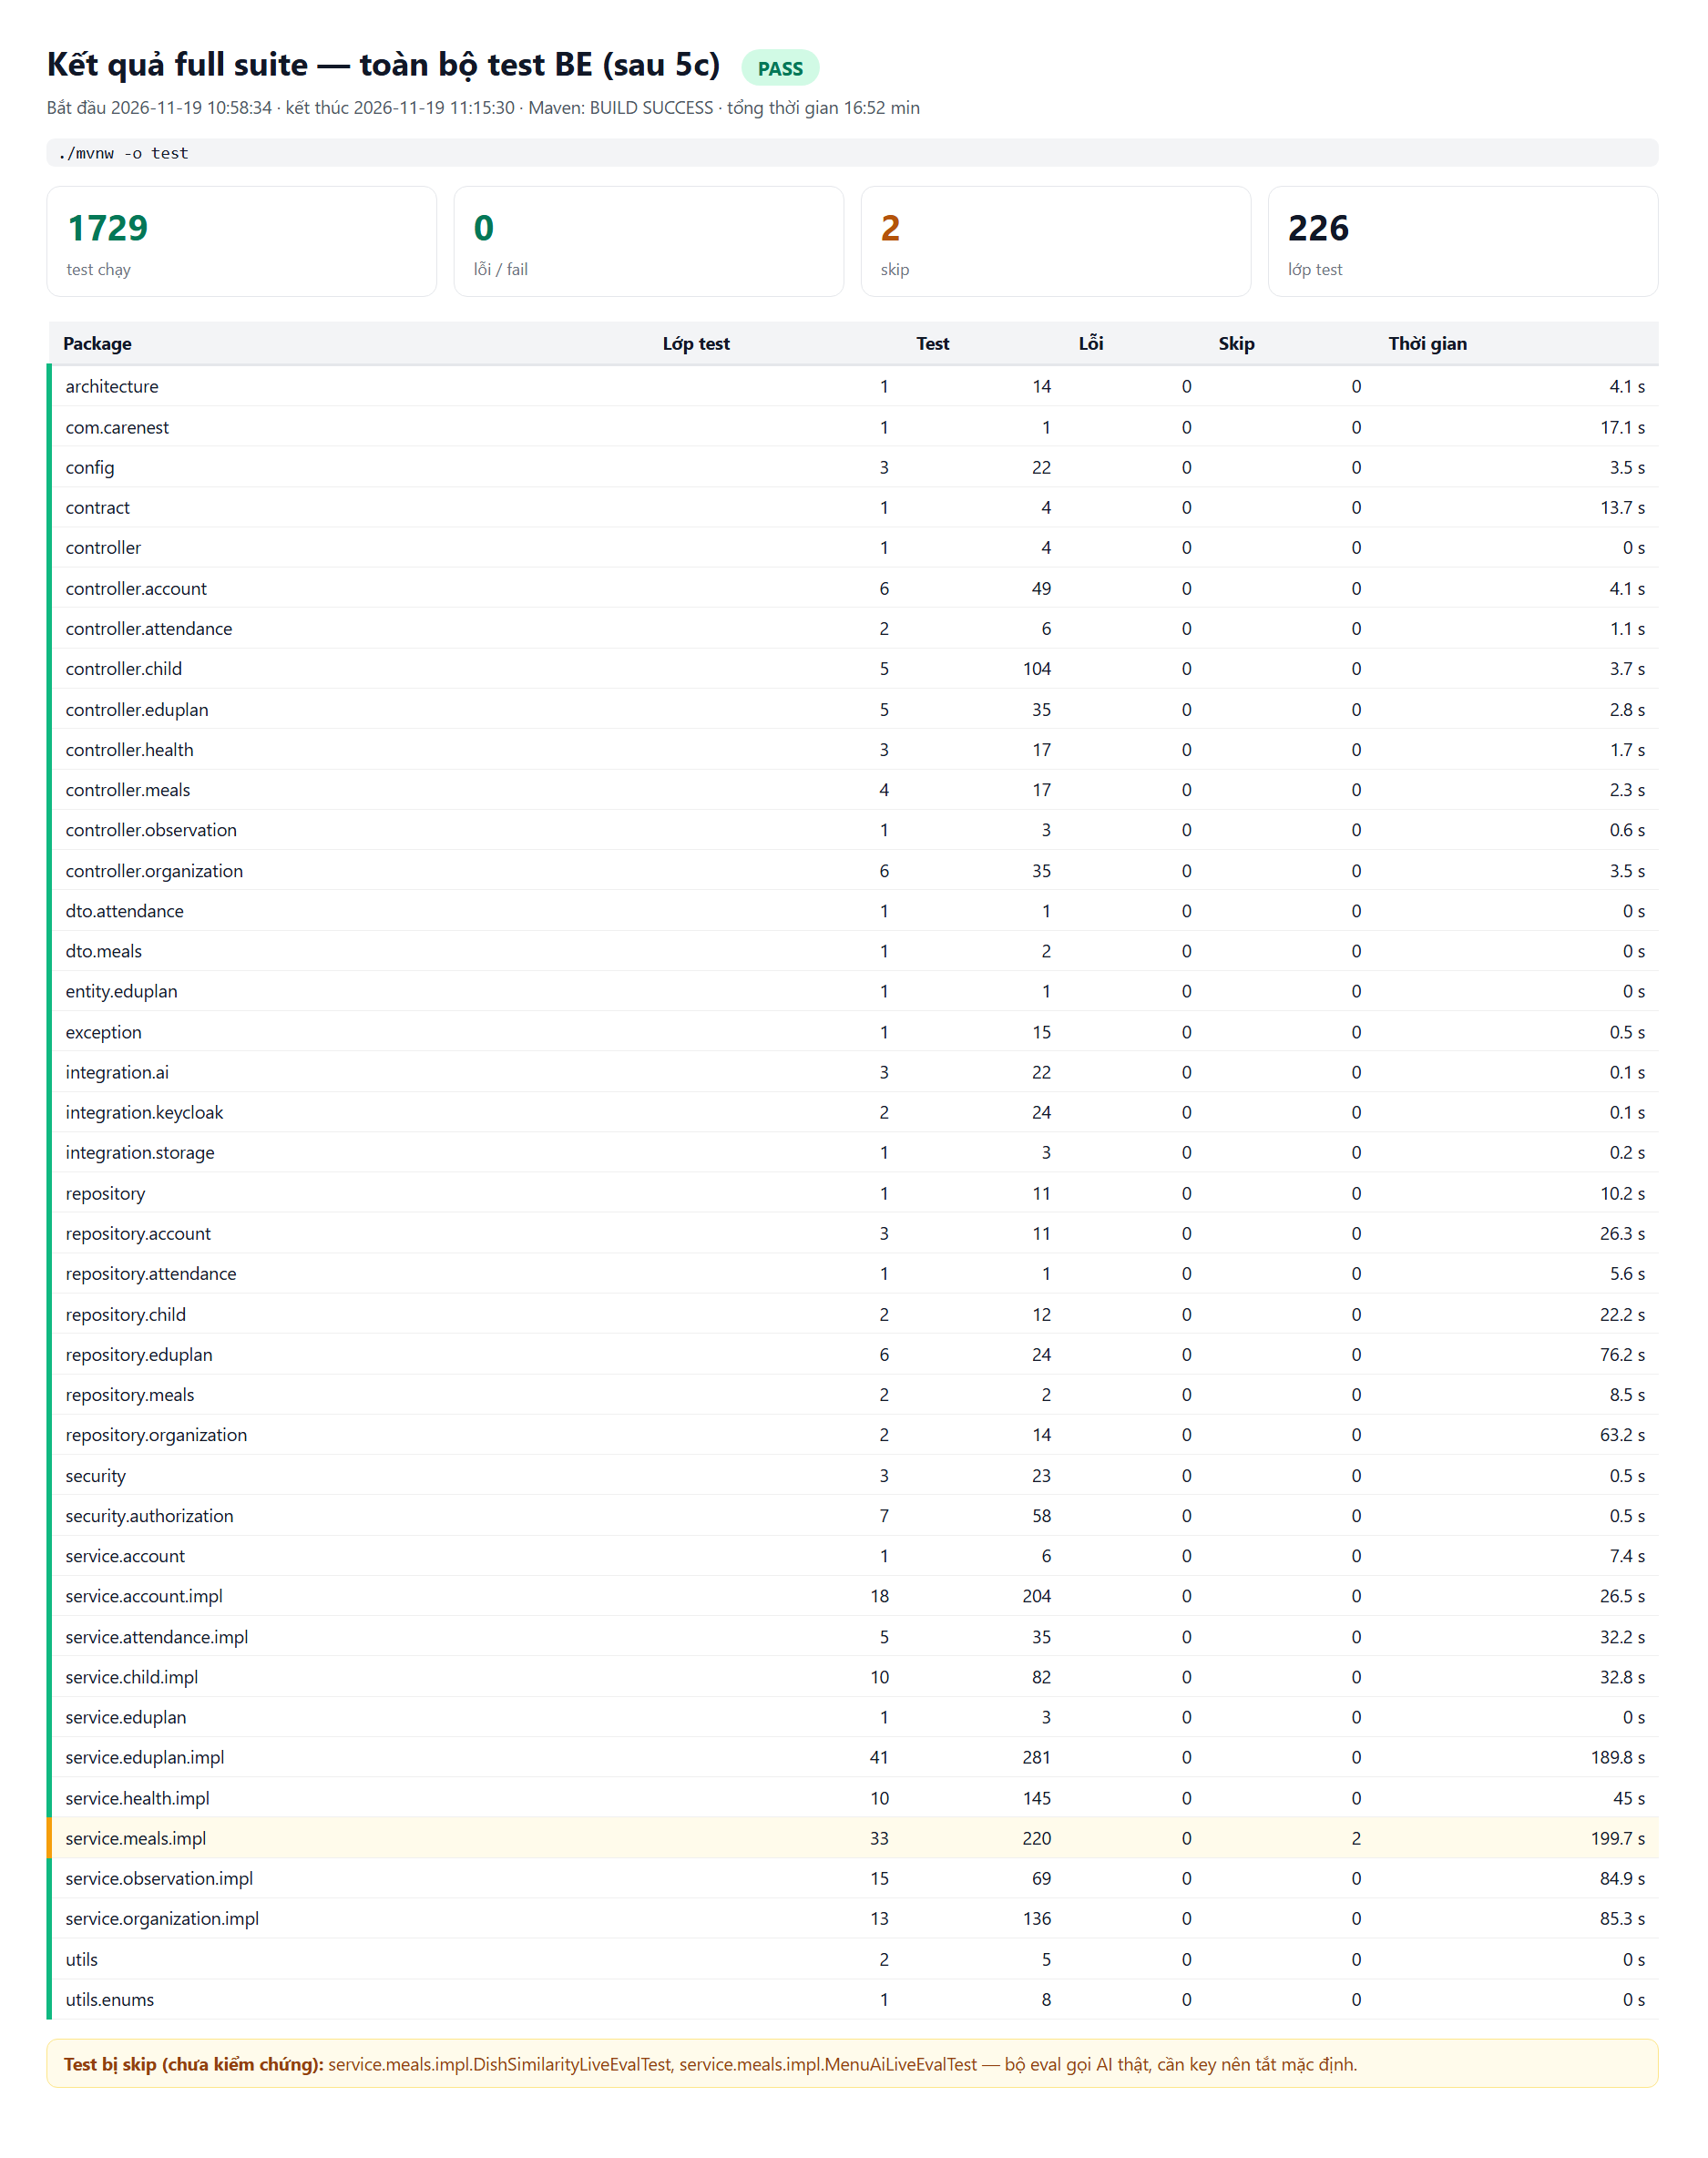 Kết quả full suite — toàn bộ test BE (sau 5c) PASS
Bắt đầu 2026-11-19 10:58:34 · kết thúc 2026-11-19 11:15:30 · Maven: BUILD SUCCESS · tổng thời gian 16:52 min
./mvnw -o test
1729 0 2 226
test chạy lỗi / fail skip lớp test
Package Lớp test Test Lỗi Skip Thời gian
architecture 1 14 0 0 4.1 s
com.carenest 1 1 0 0 17.1 s
config 3 22 0 0 3.5 s
contract 1 4 0 0 13.7 s
controller 1 4 0 0 0 s
controller.account 6 49 0 0 4.1 s
controller.attendance 2 6 0 0 1.1 s
controller.child 5 104 0 0 3.7 s
controller.eduplan 5 35 0 0 2.8 s
controller.health 3 17 0 0 1.7 s
controller.meals 4 17 0 0 2.3 s
controller.observation 1 3 0 0 0.6 s
controller.organization 6 35 0 0 3.5 s
dto.attendance 1 1 0 0 0 s
dto.meals 1 2 0 0 0 s
entity.eduplan 1 1 0 0 0 s
exception 1 15 0 0 0.5 s
integration.ai 3 22 0 0 0.1 s
integration.keycloak 2 24 0 0 0.1 s
integration.storage 1 3 0 0 0.2 s
repository 1 11 0 0 10.2 s
repository.account 3 11 0 0 26.3 s
repository.attendance 1 1 0 0 5.6 s
repository.child 2 12 0 0 22.2 s
repository.eduplan 6 24 0 0 76.2 s
repository.meals 2 2 0 0 8.5 s
repository.organization 2 14 0 0 63.2 s
security 3 23 0 0 0.5 s
security.authorization 7 58 0 0 0.5 s
service.account 1 6 0 0 7.4 s
service.account.impl 18 204 0 0 26.5 s
service.attendance.impl 5 35 0 0 32.2 s
service.child.impl 10 82 0 0 32.8 s
service.eduplan 1 3 0 0 0 s
service.eduplan.impl 41 281 0 0 189.8 s
service.health.impl 10 145 0 0 45 s
service.meals.impl 33 220 0 2 199.7 s
service.observation.impl 15 69 0 0 84.9 s
service.organization.impl 13 136 0 0 85.3 s
utils 2 5 0 0 0 s
utils.enums 1 8 0 0 0 s
Test bị skip (chưa kiểm chứng): service.meals.impl.DishSimilarityLiveEvalTest, service.meals.impl.MenuAiLiveEvalTest — bộ eval gọi AI thật, cần key nên tắt mặc định.